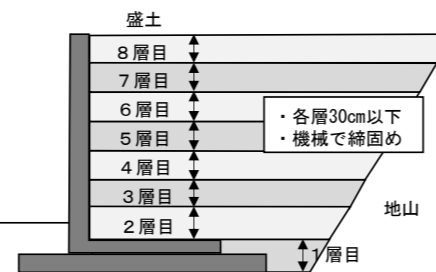 盛土
8層目
7層目
6層目
・各層30cm以下
・機械で締固め
5層目
4層目
3層目
地山
2層目
1層目